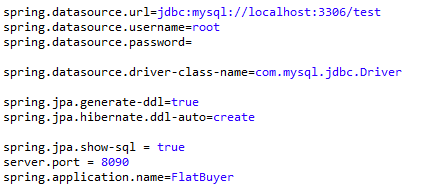 spring.datasource.url=jdbc:mysql://localhost:3306/test
spring.datasource.username=root
spring.datasource.password=
spring.datasource.driver-class-name=com.mysql.jdbc.Driver
spring.jpa.generate-ddl=true
spring.jpa.hibernate.ddl-auto=create
spring.jpa.show-sql = true
server.port = 8090
spring.application.name=FlatBuyer